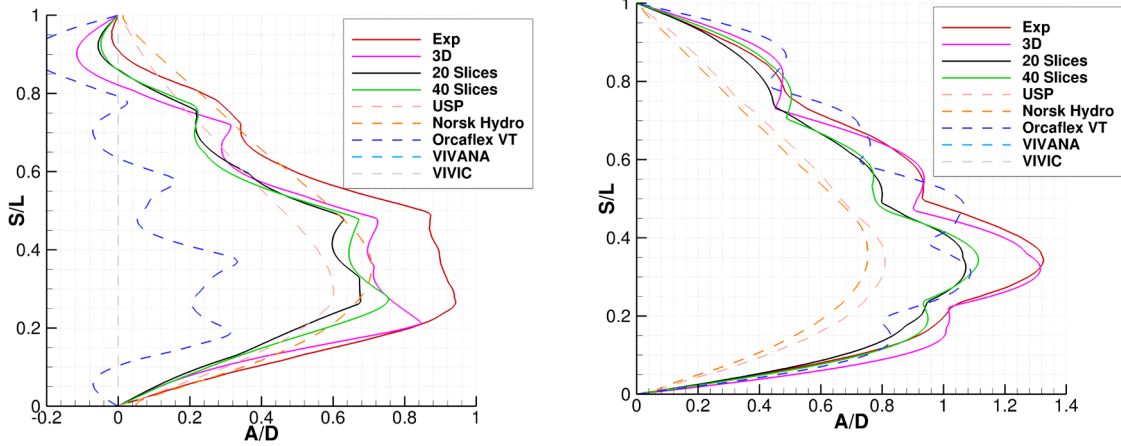 1
0.8
0.6
0.4
0.2
0
S/L
-0.2
0
0.2
0.4
0.6
0.8
1
A/D
Exp
3D
20 Slices
40 Slices
USP
Norsk Hydro
Orcaflex VT
VIVANA
VIVIC
1
0.8
0.6
0.4
0.2
0
S/L
0
0.2
0.4
0.6
0.8
1
1.2
1.4
A/D
Exp
3D
20 Slices
40 Slices
USP
Norsk Hydro
Orcaflex VT
VIVANA
VIVIC